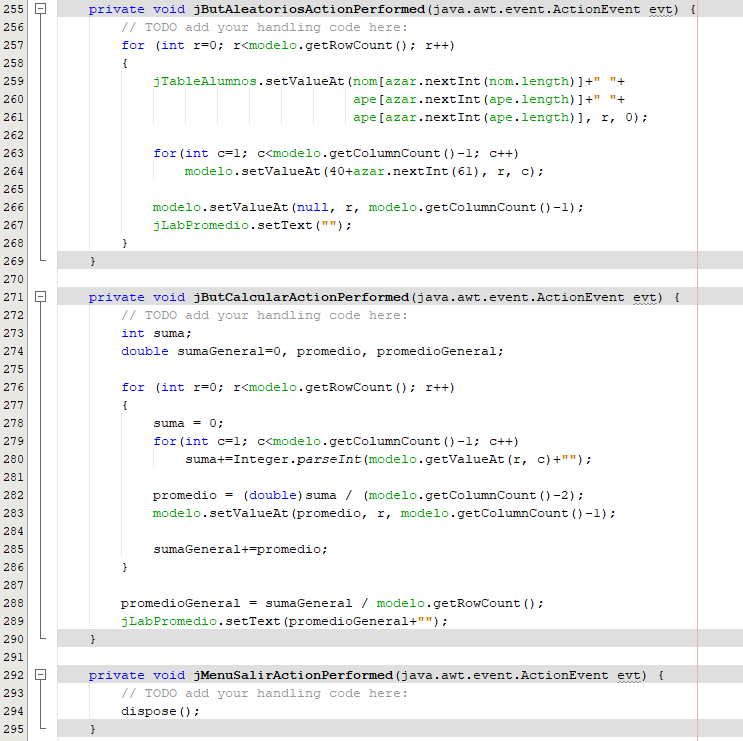 255 private void jButAleatoriosActionPerformed(java.awt.event.ActionEvent evt) {
256 // TODO add your handling code here:
257 for (int r=0; r<modelo.getRowCount(); r++)
258 {
259 jTableAlumnos.setValueAt(nom[azar.nextInt(nom.length)]+" "+
260 ape[azar.nextInt(ape.length)]+" "+
261 ape[azar.nextInt(ape.length)], r, 0);
262
263 for(int c=1; c<modelo.getColumnCount()-1; c++)
264 modelo.setValueAt(40+azar.nextInt(61), r, c);
265
266 modelo.setValueAt(null, r, modelo.getColumnCount()-1);
267 jLabPromedio.setText("");
268 }
269 }
270
271 private void jButCalcularActionPerformed(java.awt.event.ActionEvent evt) {
272 // TODO add your handling code here:
273 int suma;
274 double sumaGeneral=0, promedio, promedioGeneral;
275
276 for (int r=0; r<modelo.getRowCount(); r++)
277 {
278 suma = 0;
279 for(int c=1; c<modelo.getColumnCount()-1; c++)
280 suma+=Integer.parseInt(modelo.getValueAt(r, c)+"");
281
282 promedio = (double)suma / (modelo.getColumnCount()-2);
283 modelo.setValueAt(promedio, r, modelo.getColumnCount()-1);
284
285 sumaGeneral+=promedio;
286 }
287
288 promedioGeneral = sumaGeneral / modelo.getRowCount();
289 jLabPromedio.setText(promedioGeneral+"");
290 }
291
292 private void jMenuSalirActionPerformed(java.awt.event.ActionEvent evt) {
293 // TODO add your handling code here:
294 dispose();
295 }